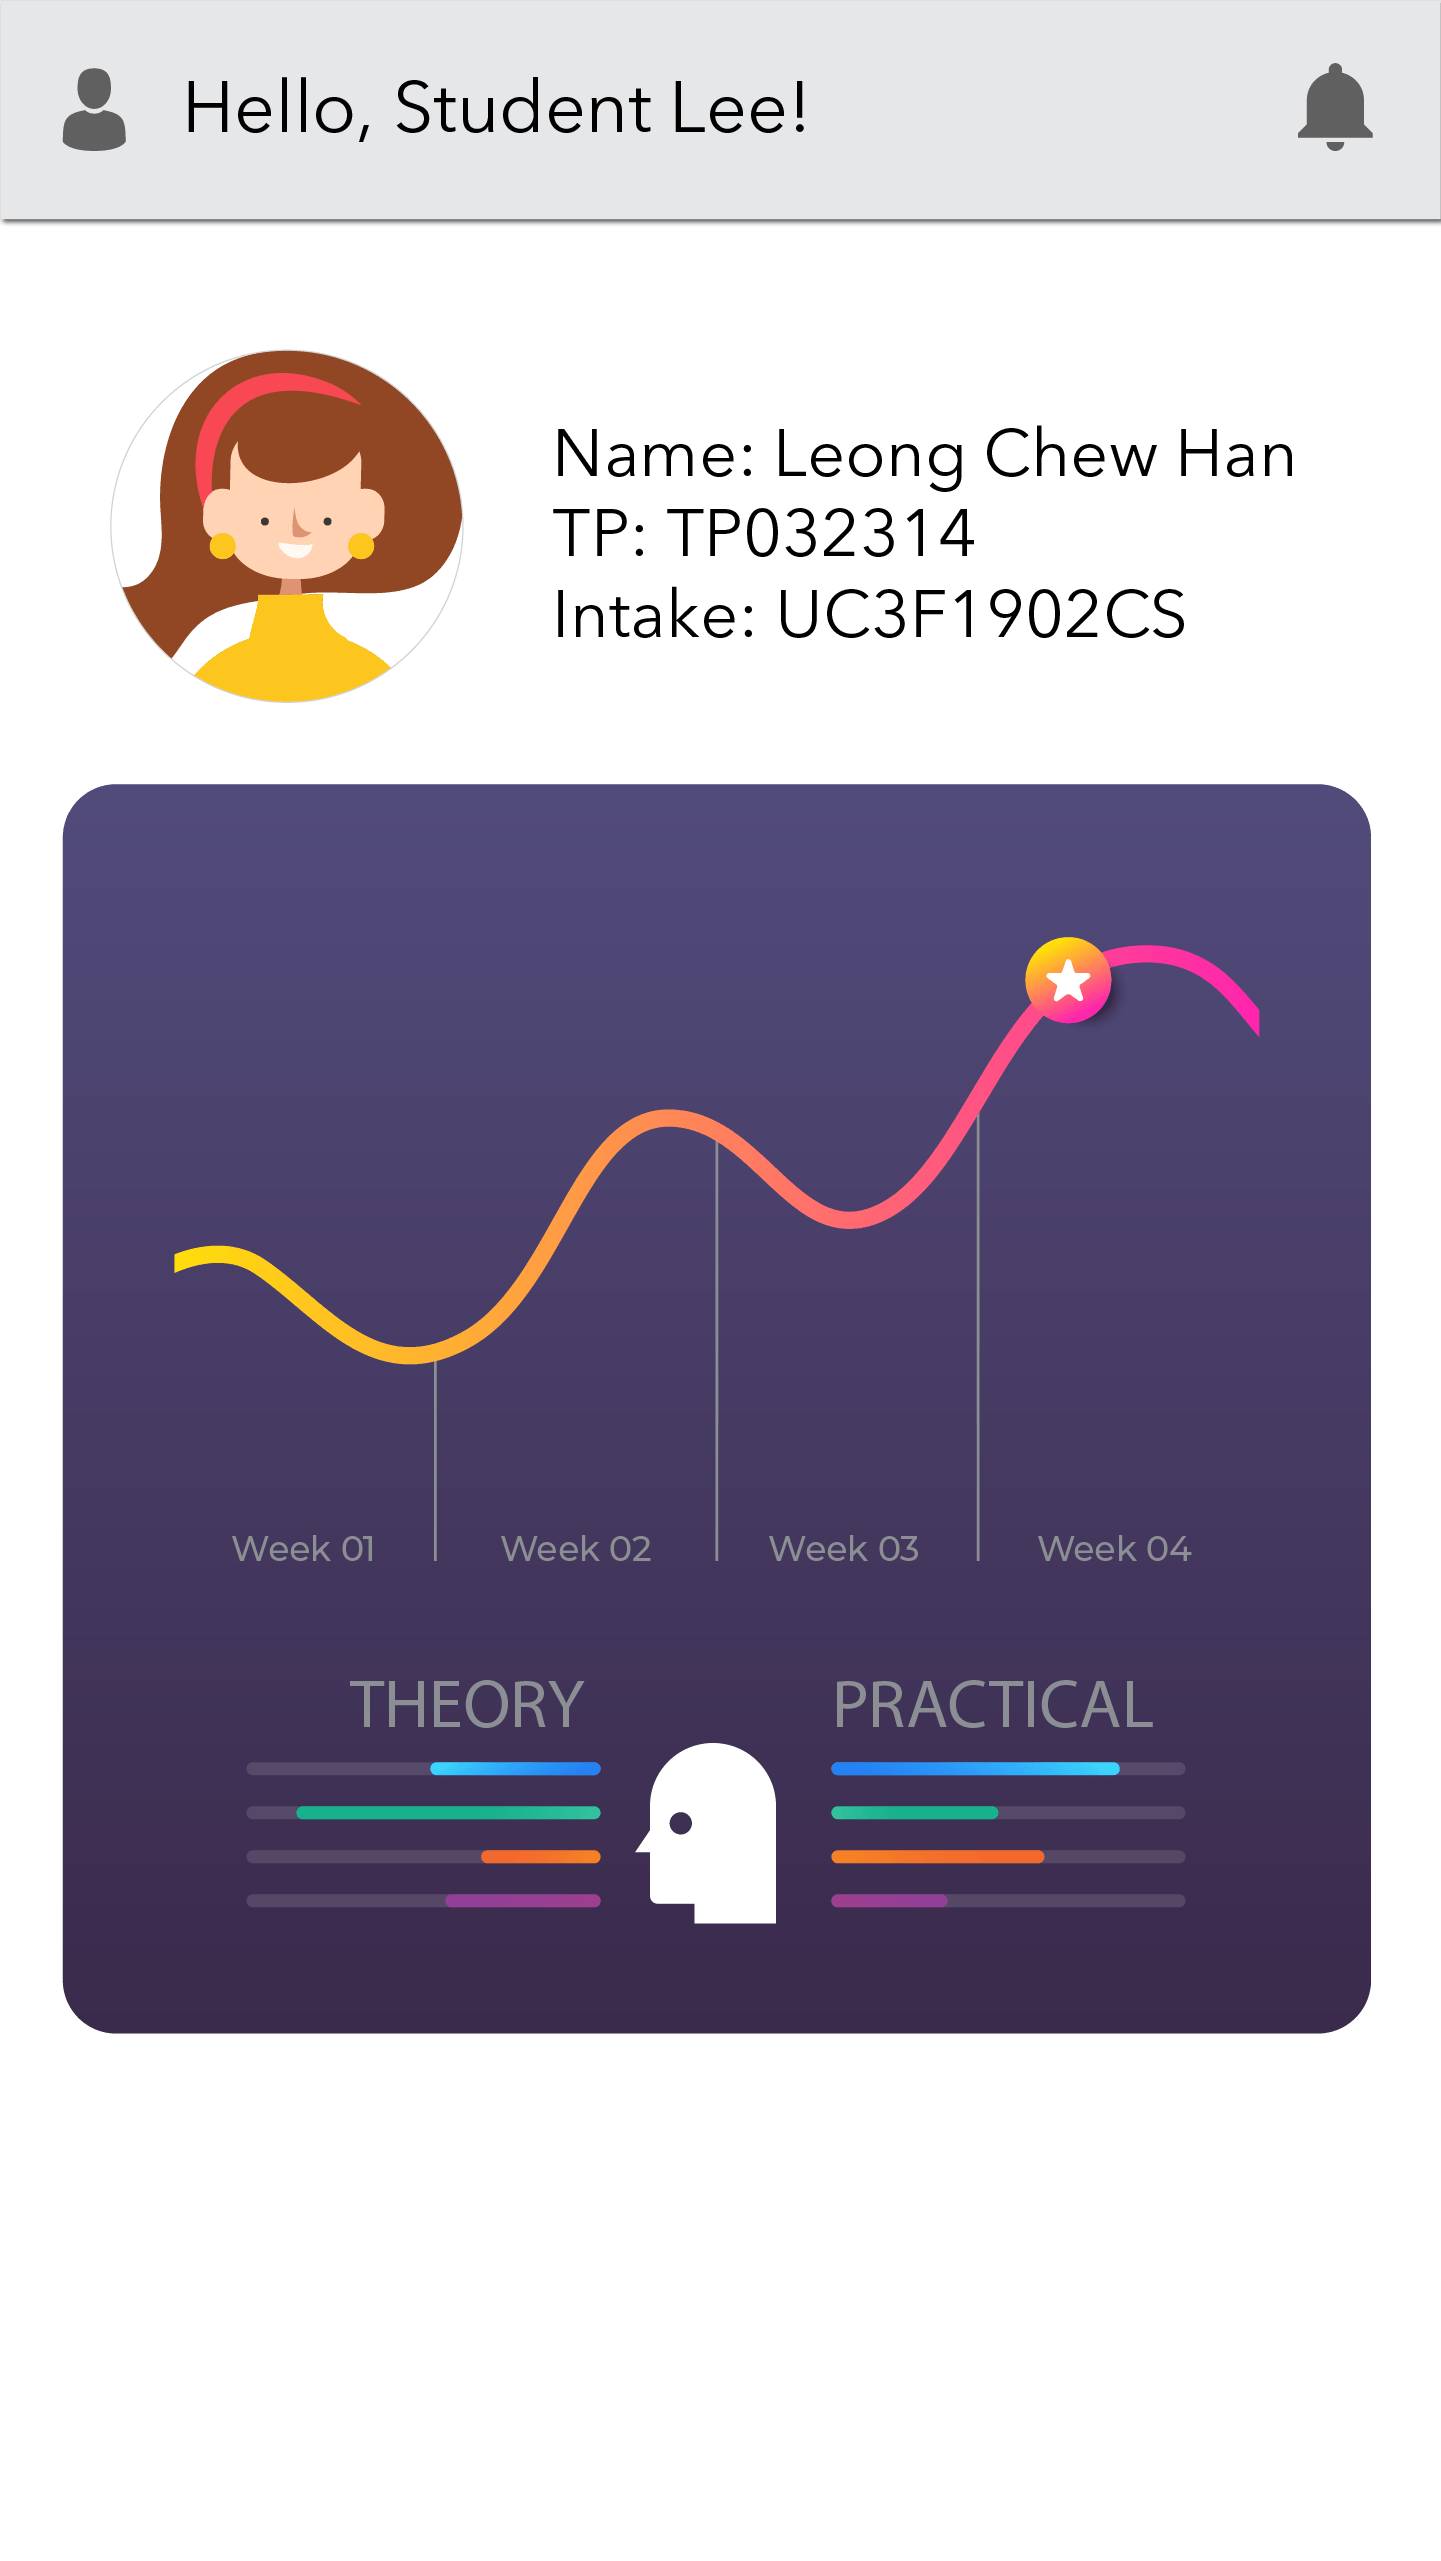 Hello, Student Lee!
Name: Leong Chew Han
TP: TP032314
Intake: UC3F1902CS
Week 01
Week 02
Week 03
Week 04
THEORY
PRACTICAL